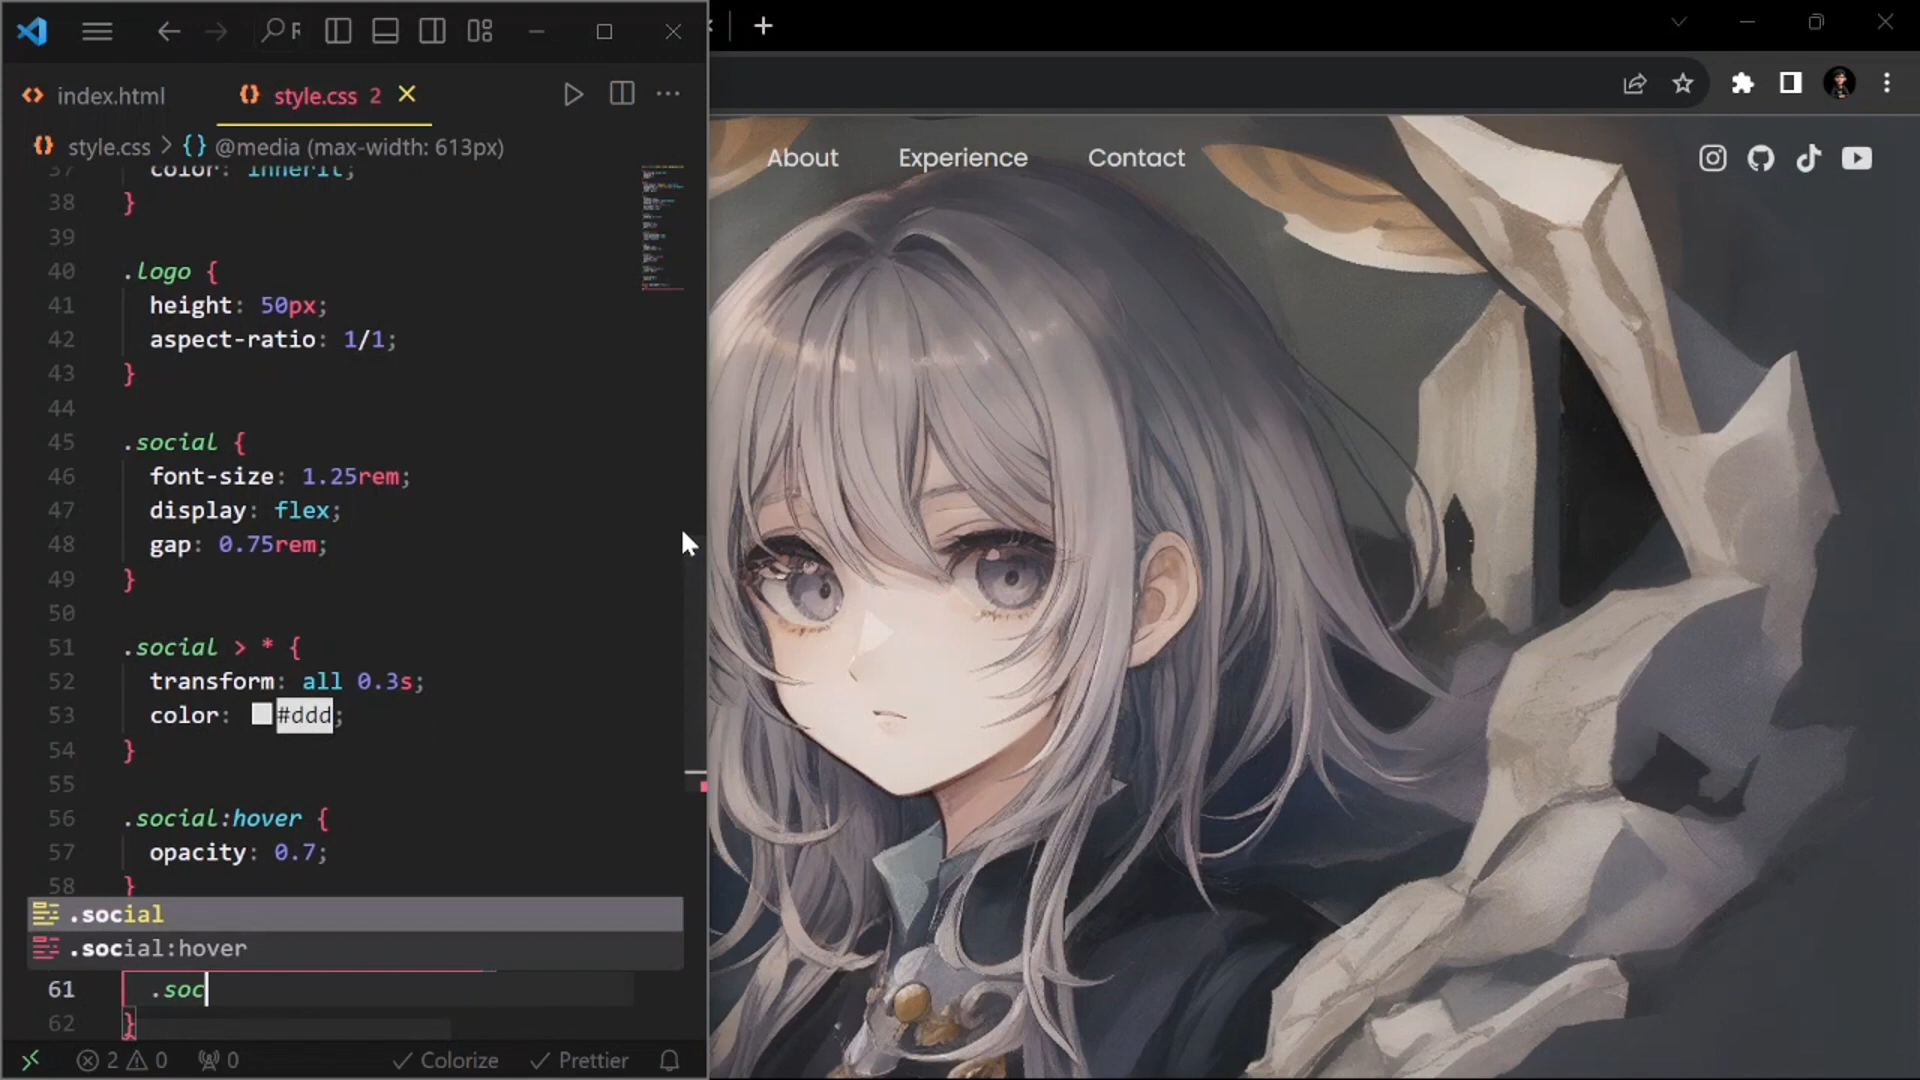 R
index.html
style.css 2
style.css > {} @media (max-width: 613px)
37 color: inherit;
38 }
39
40 .logo {
41 height: 50px;
42 aspect-ratio: 1/1;
43 }
44
45 .social {
46 font-size: 1.25rem;
47 display: flex;
48 gap: 0.75rem;
49 }
50
51 .social > * {
52 transform: all 0.3s;
53 color: #ddd;
54 }
55
56 .social:hover {
57 opacity: 0.7;
58 }
.social
.social:hover
61 .soc
62 }
2 0 0 Colorize Prettier
About Experience Contact